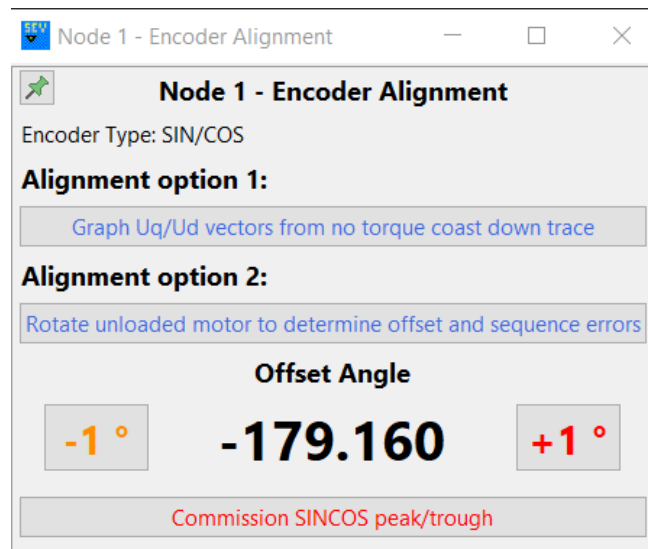 SEV
Node 1 - Encoder Alignment
Node 1 - Encoder Alignment
Encoder Type: SIN/COS
Alignment option 1:
Graph Uq/Ud vectors from no torque coast down trace
Alignment option 2:
Rotate unloaded motor to determine offset and sequence errors
Offset Angle
-1 ° -179.160 +1 °
Commission SINCOS peak/trough